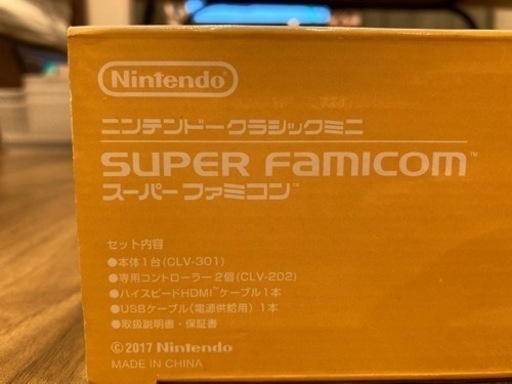 Nintendo
ニンテンドークラシックミニ
SUPER Famicom™
スーパーファミコン™
セット内容
●本体1台(CLV-301)
●専用コントローラー2個(CLV-202)
●ハイスピードHDMI™ケーブル1本
●USBケーブル(電源供給用) 1本
●取扱説明書・保証書
©2017 Nintendo
MADE IN CHINA